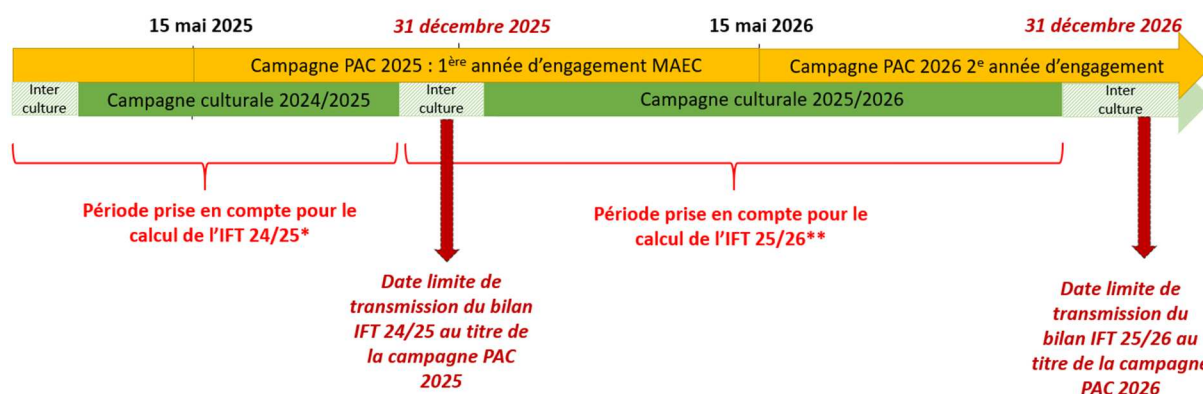 15 mai 2025
31 décembre 2025
15 mai 2026
31 décembre 2026
Campagne PAC 2025 : 1ère année d’engagement MAEC
Campagne PAC 2026 2e année d’engagement
Inter
culture
Campagne culturale 2024/2025
Inter
culture
Campagne culturale 2025/2026
Inter
culture
Période prise en compte pour le
calcul de l’IFT 24/25*
Période prise en compte pour le
calcul de l’IFT 25/26**
Date limite de
transmission du bilan
IFT 24/25 au titre de
la campagne PAC
2025
Date limite de
transmission du
bilan IFT 25/26 au
titre de la campagne
PAC 2026